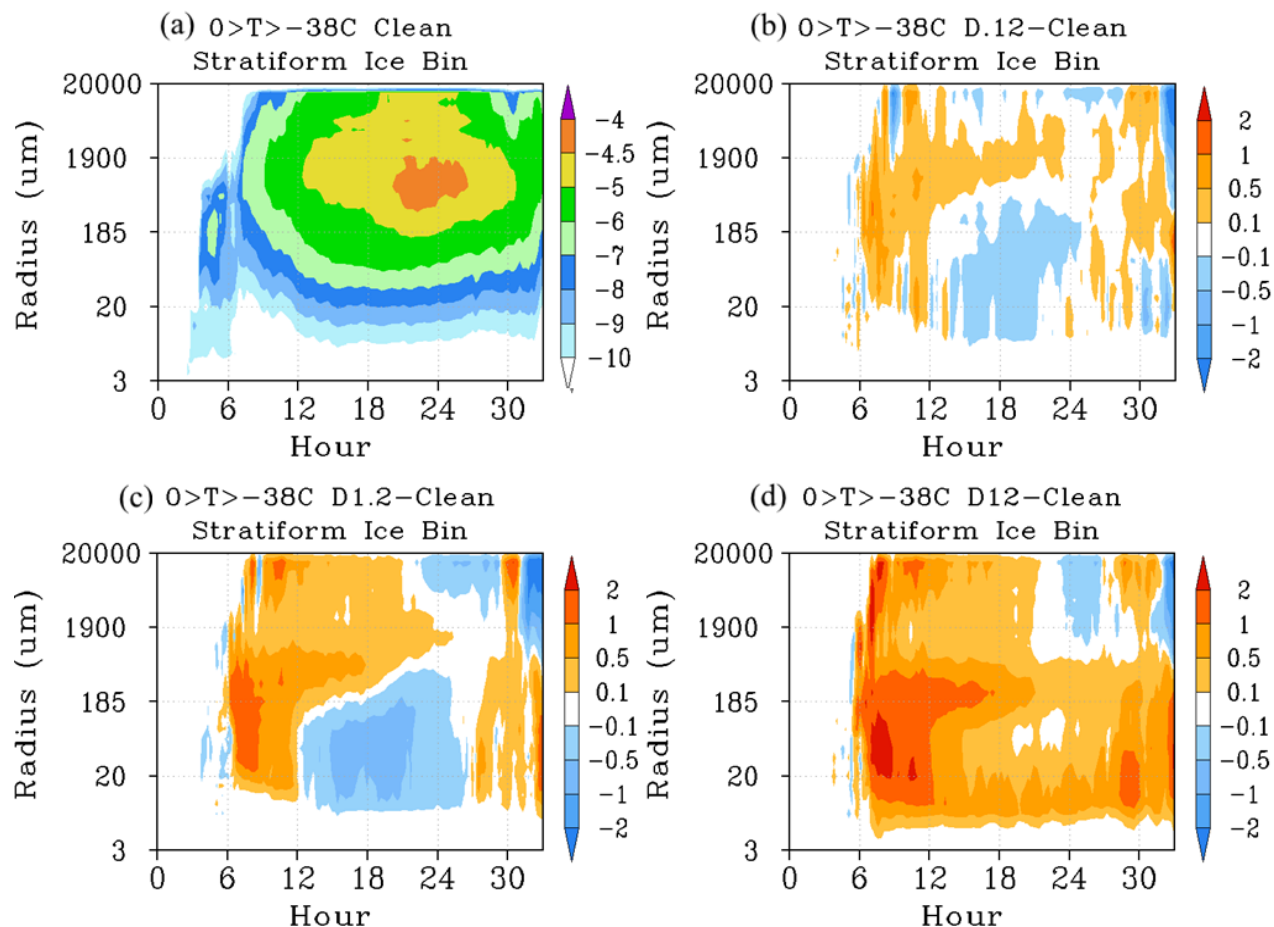 (a) 0>T>-38C Clean
Stratiform Ice Bin
20000
1900
185
20
3
Radius (um)
0 6 12 18 24 30
Hour
-4
-4.5
-5
-6
-7
-8
-9
-10
(b) 0>T>-38C D.12-Clean
Stratiform Ice Bin
20000
1900
185
20
3
Radius (um)
0 6 12 18 24 30
Hour
2
1
0.5
0.1
-0.1
-0.5
-1
-2
(c) 0>T>-38C D1.2-Clean
Stratiform Ice Bin
20000
1900
185
20
3
Radius (um)
0 6 12 18 24 30
Hour
2
1
0.5
0.1
-0.1
-0.5
-1
-2
(d) 0>T>-38C D12-Clean
Stratiform Ice Bin
20000
1900
185
20
3
Radius (um)
0 6 12 18 24 30
Hour
2
1
0.5
0.1
-0.1
-0.5
-1
-2